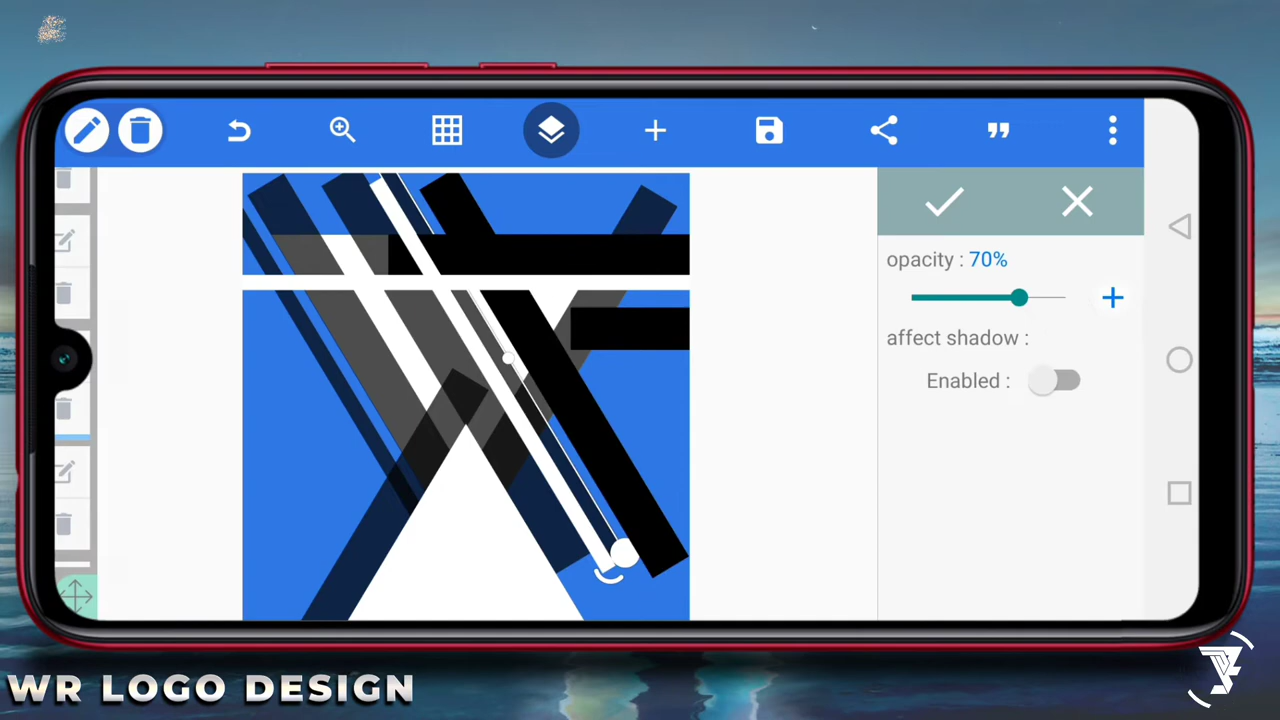 opacity : 70%
affect shadow :
Enabled :
WR LOGO DESIGN